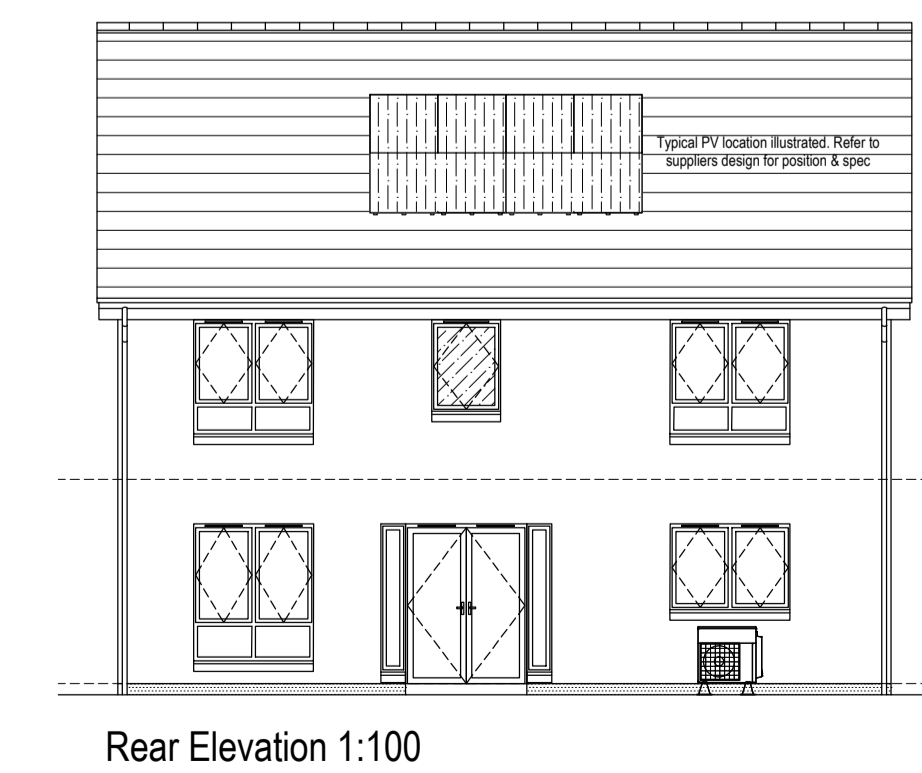 Typical PV location illustrated. Refer to
suppliers design for position & spec
Rear Elevation 1:100